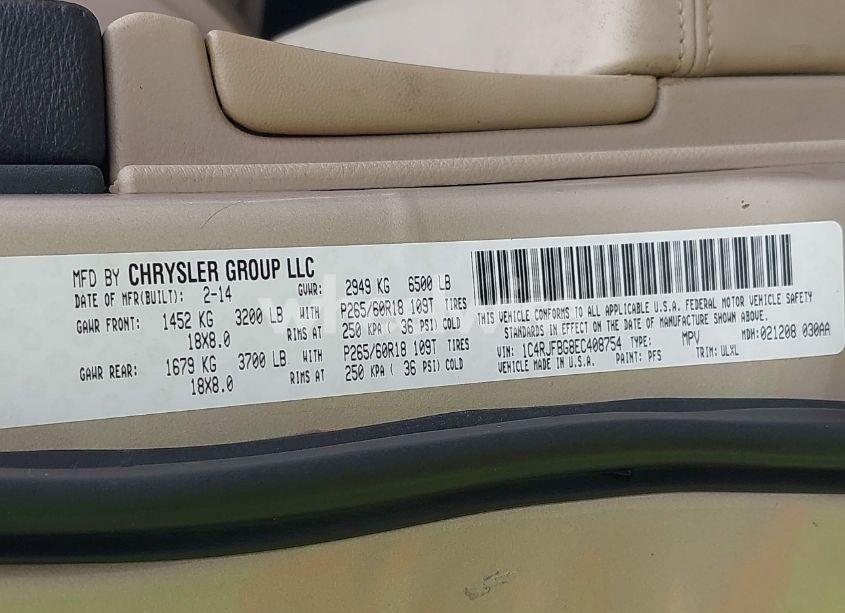 MFD BY CHRYSLER GROUP LLC
DATE OF MFR(BUILT): 2-14 GVWR: 2949 KG 6500 LB
GAWR FRONT: 1452 KG 3200 LB WITH P265/60R18 109T TIRES
18X8.0 RIMS AT 250 KPA ( 36 PSI) COLD
GAWR REAR: 1679 KG 3700 LB WITH P265/60R18 109T TIRES
18X8.0 RIMS AT 250 KPA ( 36 PSI) COLD
THIS VEHICLE CONFORMS TO ALL APPLICABLE U.S.A. FEDERAL MOTOR VEHICLE SAFETY
STANDARDS IN EFFECT ON THE DATE OF MANUFACTURE SHOWN ABOVE.
VIN: 1C4RJFBG8EC408754 TYPE: MPV MDH:021208 030AA
VEHICLE MADE IN U.S.A. PAINT: PFS TRIM: ULXL